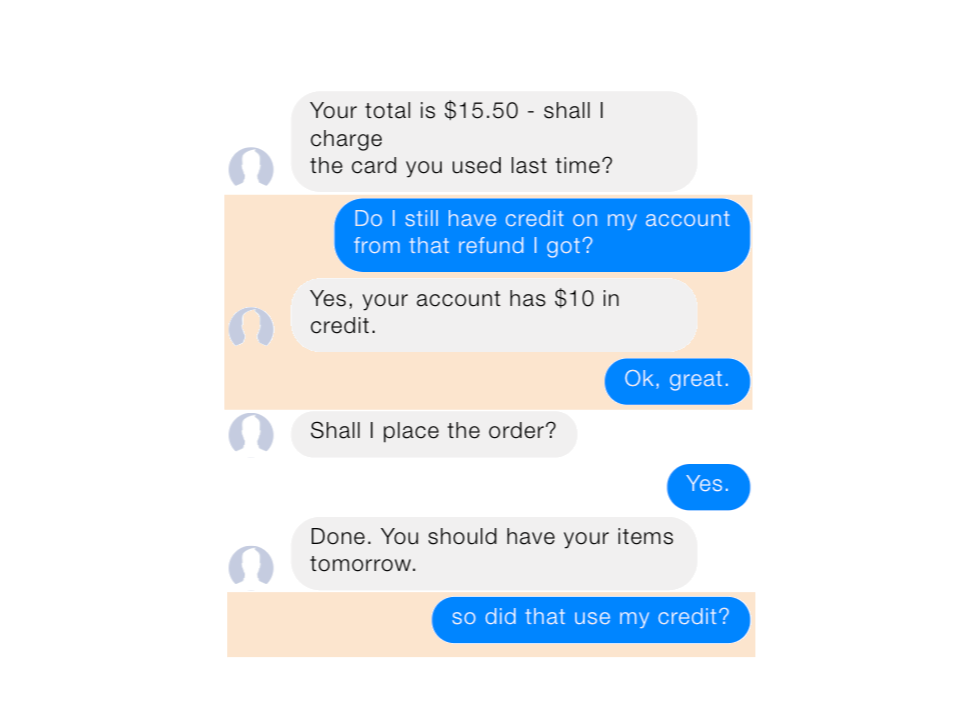 Your total is $15.50 - shall I
charge
the card you used last time?
Do I still have credit on my account
from that refund I got?
Yes, your account has $10 in
credit.
Ok, great.
Shall I place the order?
Yes.
Done. You should have your items
tomorrow.
so did that use my credit?